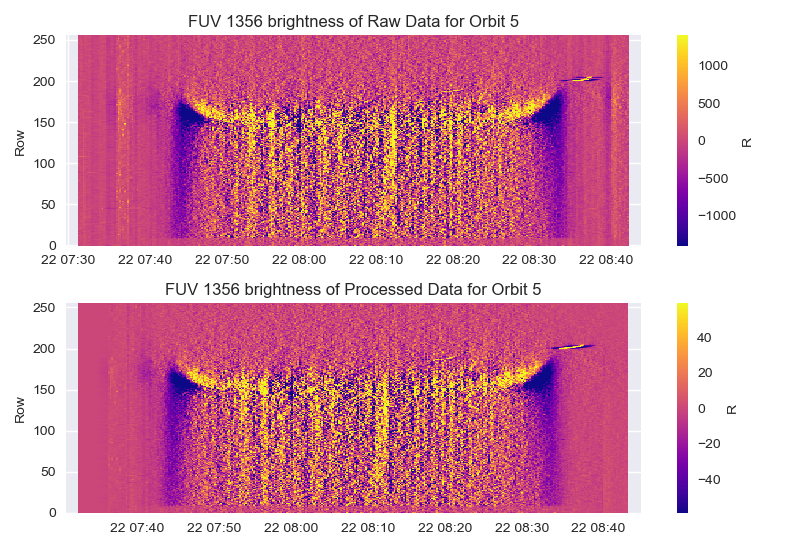 FUV 1356 brightness of Raw Data for Orbit 5
250
200
150
100
50
0
Row
22 07:30 22 07:40 22 07:50 22 08:00 22 08:10 22 08:20 22 08:30 22 08:40
1000
500
0
−500
−1000
R
FUV 1356 brightness of Processed Data for Orbit 5
250
200
150
100
50
0
Row
22 07:40 22 07:50 22 08:00 22 08:10 22 08:20 22 08:30 22 08:40
40
20
0
−20
−40
R